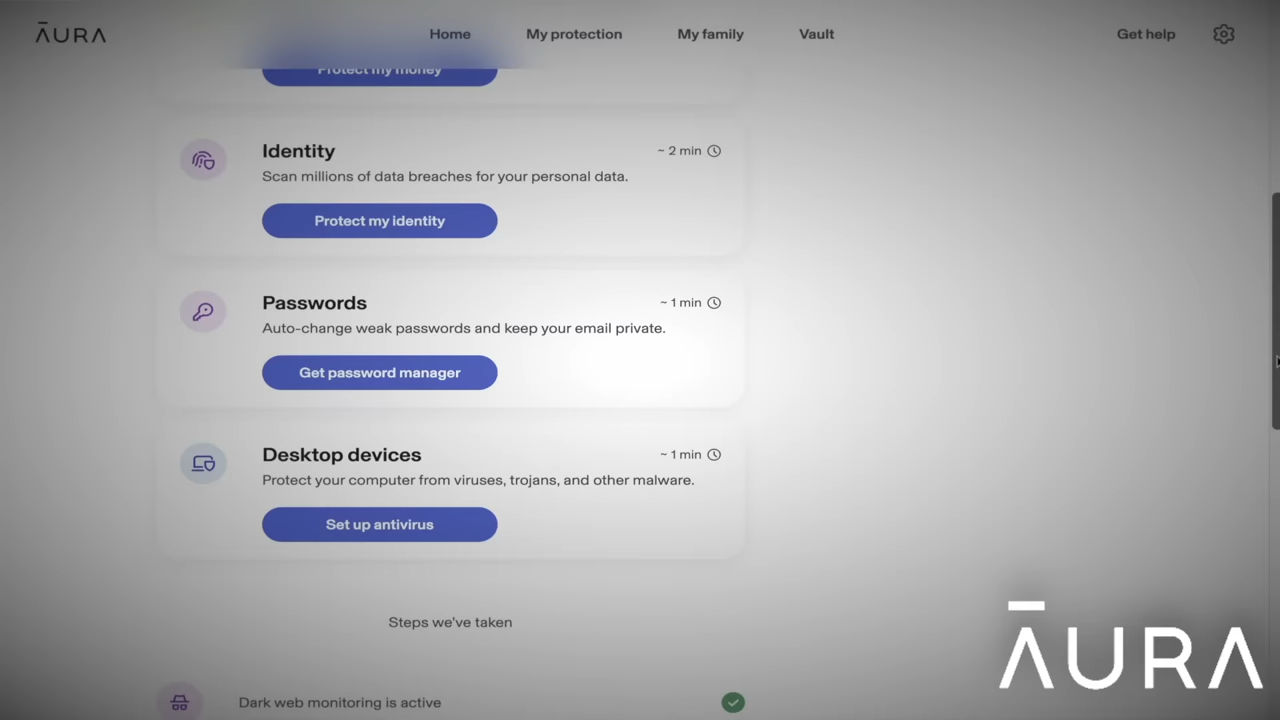 ĀURA
Home
My protection
My family
Vault
Get help
Protect my money
Identity
~ 2 min
Scan millions of data breaches for your personal data.
Protect my identity
Passwords
~ 1 min
Auto-change weak passwords and keep your email private.
Get password manager
Desktop devices
~ 1 min
Protect your computer from viruses, trojans, and other malware.
Set up antivirus
Steps we've taken
Dark web monitoring is active
ĀURA